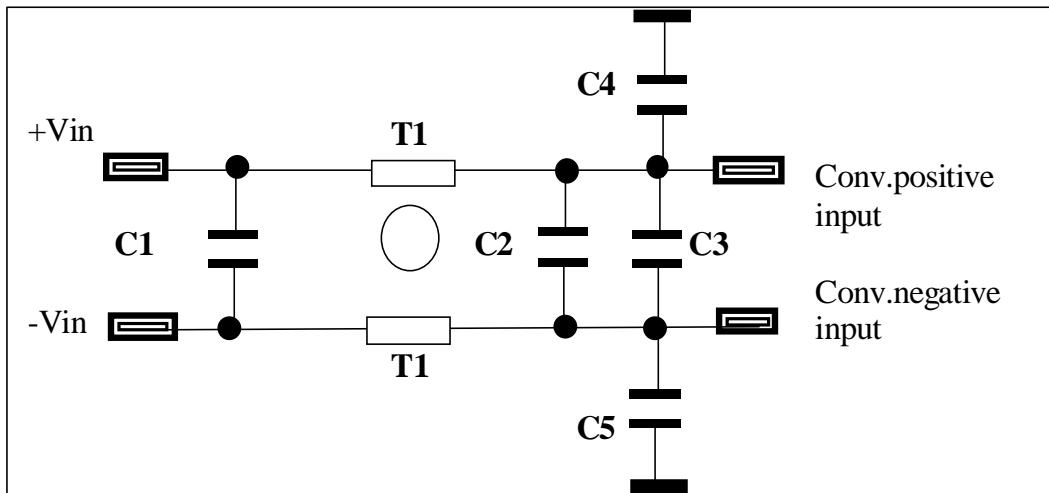 C4
+Vin
T1
Conv.positive
input
C1
C2
C3
Conv.negative
input
-Vin
T1
C5